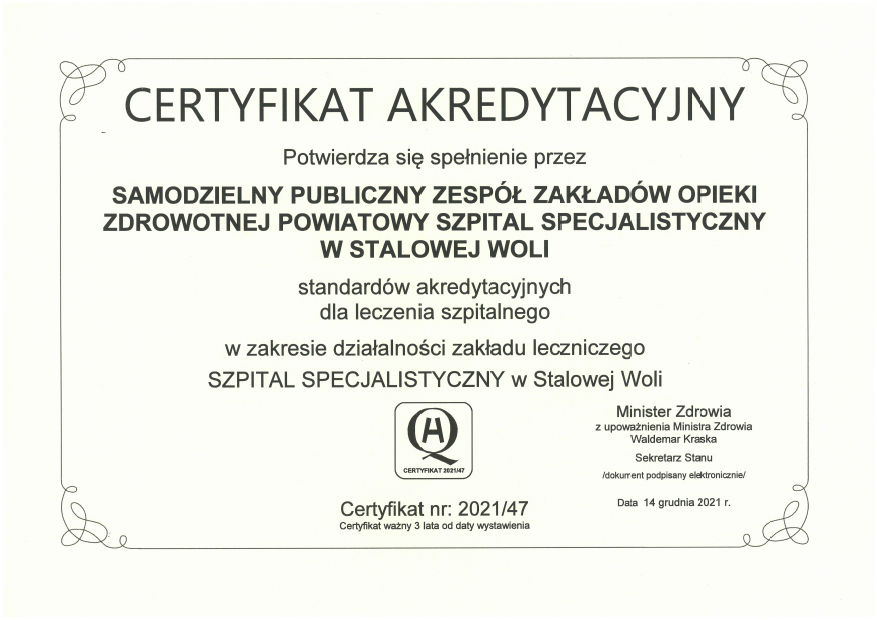 CERTYFIKAT AKREDYTACYJNY
Potwierdza się spełnienie przez
SAMODZIELNY PUBLICZNY ZESPÓŁ ZAKŁADÓW OPIEKI
ZDROWOTNEJ POWIATOWY SZPITAL SPECJALISTYCZNY
W STALOWEJ WOLI
standardów akredytacyjnych
dla leczenia szpitalnego
w zakresie działalności zakładu leczniczego
SZPITAL SPECJALISTYCZNY w Stalowej Woli
QH
CERTYFIKAT 2021/47
Minister Zdrowia
z upoważnienia Ministra Zdrowia
Waldemar Kraska
Sekretarz Stanu
/dokument podpisany elektronicznie/
Data 14 grudnia 2021 r.
Certyfikat nr: 2021/47
Certyfikat ważny 3 lata od daty wystawienia